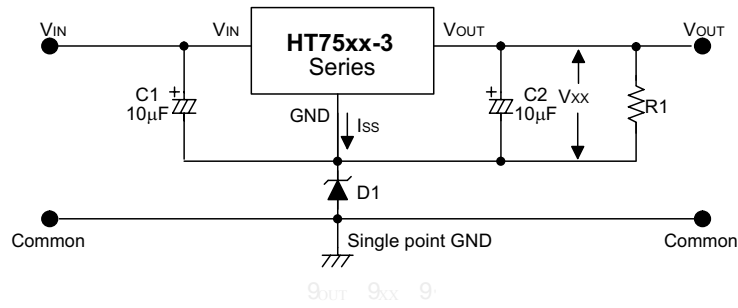 VIN
VIN
HT75xx-3
Series
VOUT
VOUT
C1
10μF
+
GND
ISS
+
C2
10μF
VXX
R1
D1
Common
Single point GND
Common